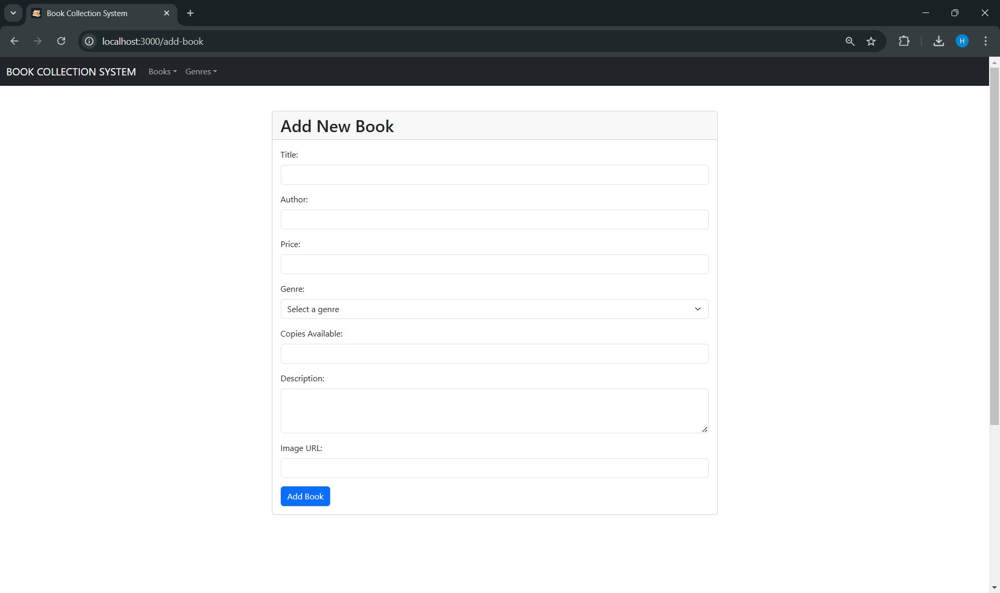 Book Collection System
localhost:3000/add-book
H
BOOK COLLECTION SYSTEM Books Genres
Add New Book
Title:
Author:
Price:
Genre:
Select a genre
Copies Available:
Description:
Image URL:
Add Book